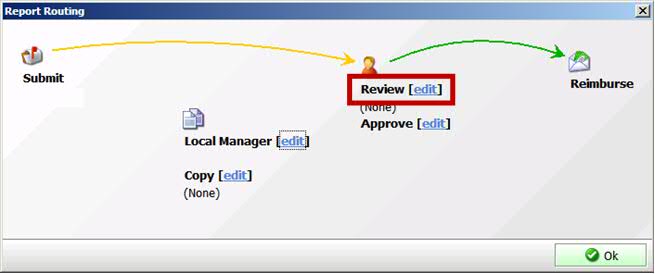 Report Routing
Submit
Review [edit]
(None)
Approve [edit]
Reimburse
Local Manager [edit]
Copy [edit]
(None)
Ok